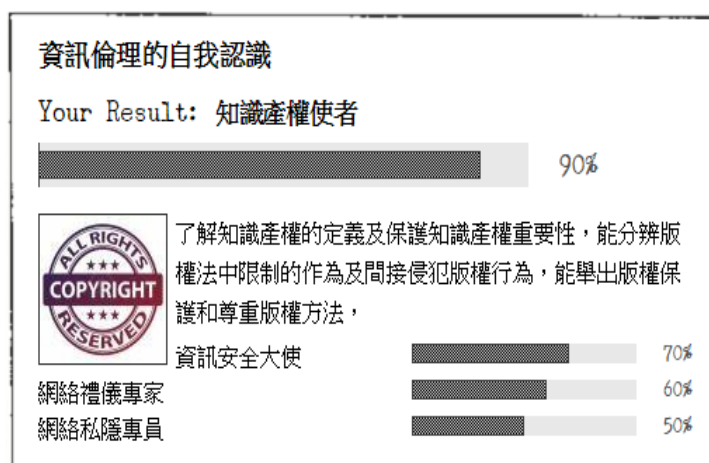 資訊倫理的自我認識
Your Result: 知識產權使者
90%
ALL RIGHTS
COPYRIGHT
RESERVED
了解知識產權的定義及保護知識產權重要性，能分辨版
權法中限制的作為及間接侵犯版權行為，能舉出版權保
護和尊重版權方法，
資訊安全大使 70%
網絡禮儀專家 60%
網絡私隱專員 50%